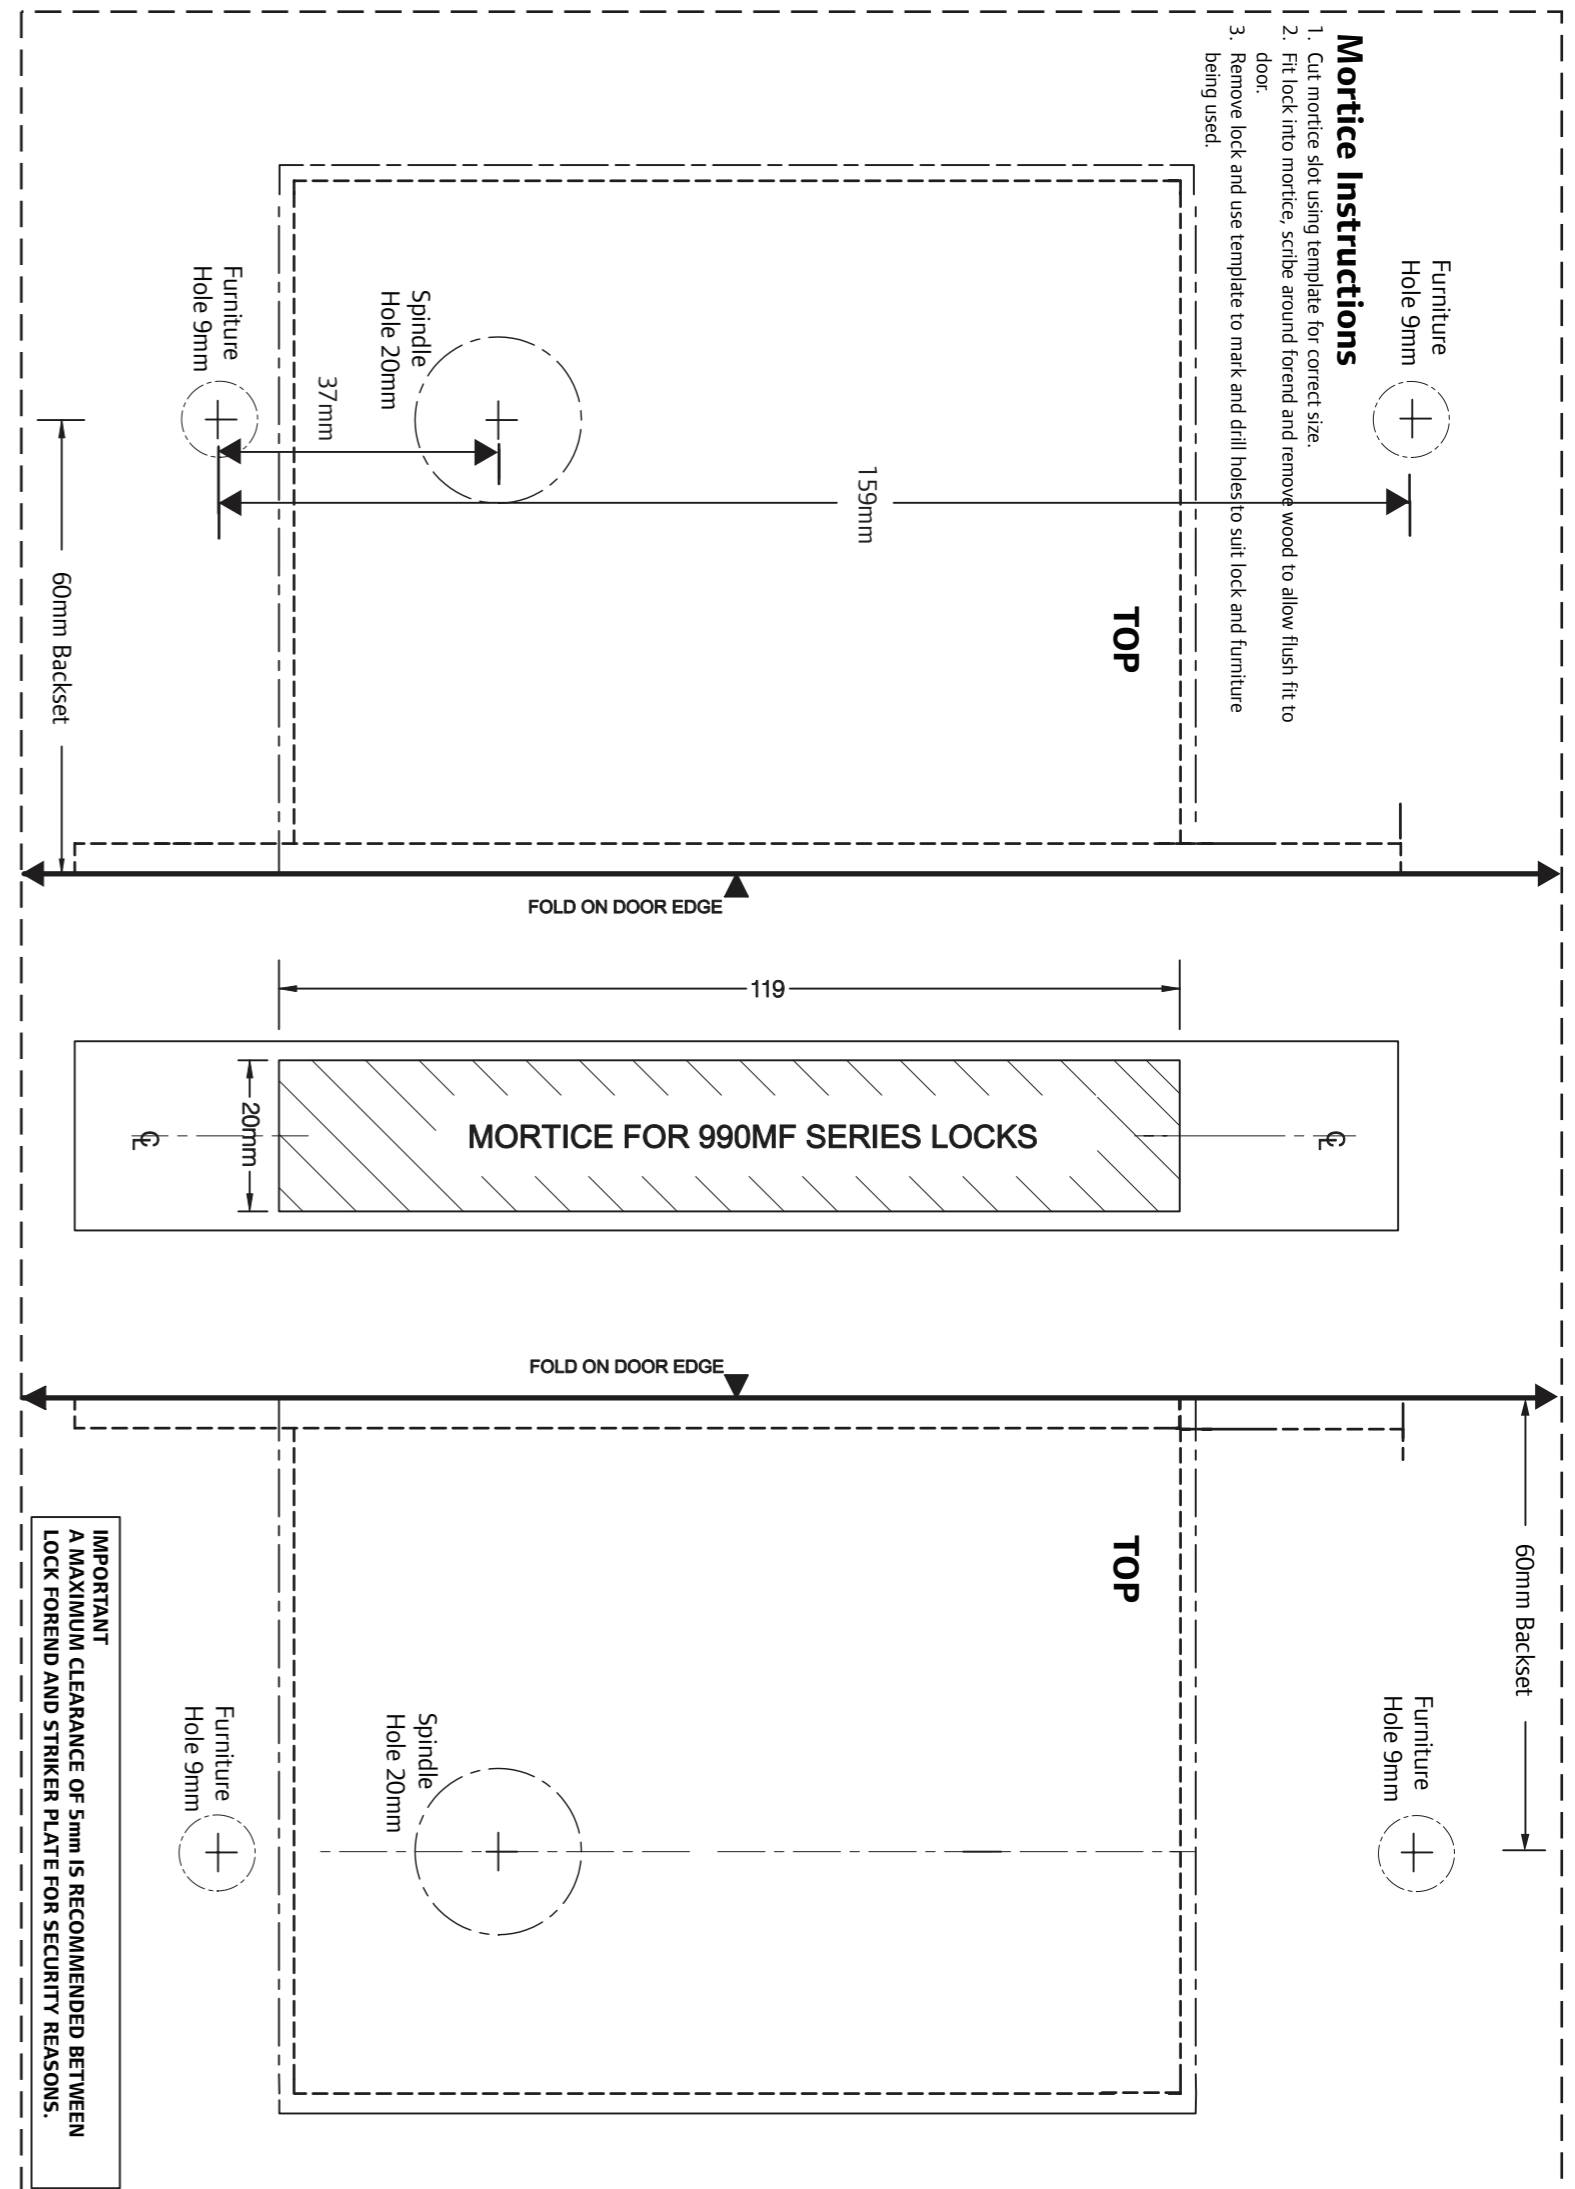 Mortice Instructions
1. Cut mortice slot using template for correct size.
2. Fit lock into mortice, scribe around forend and remove wood to allow flush fit to
door.
3. Remove lock and use template to mark and drill holes to suit lock and furniture
being used.
Furniture
Hole 9mm
Furniture
Hole 9mm
Spindle
Hole 20mm
37mm
159mm
TOP
60mm Backset
FOLD ON DOOR EDGE
119
20mm
MORTICE FOR 990MF SERIES LOCKS
℄
℄
FOLD ON DOOR EDGE
TOP
60mm Backset
Furniture
Hole 9mm
Spindle
Hole 20mm
Furniture
Hole 9mm
IMPORTANT
A MAXIMUM CLEARANCE OF 5mm IS RECOMMENDED BETWEEN
LOCK FOREND AND STRIKER PLATE FOR SECURITY REASONS.